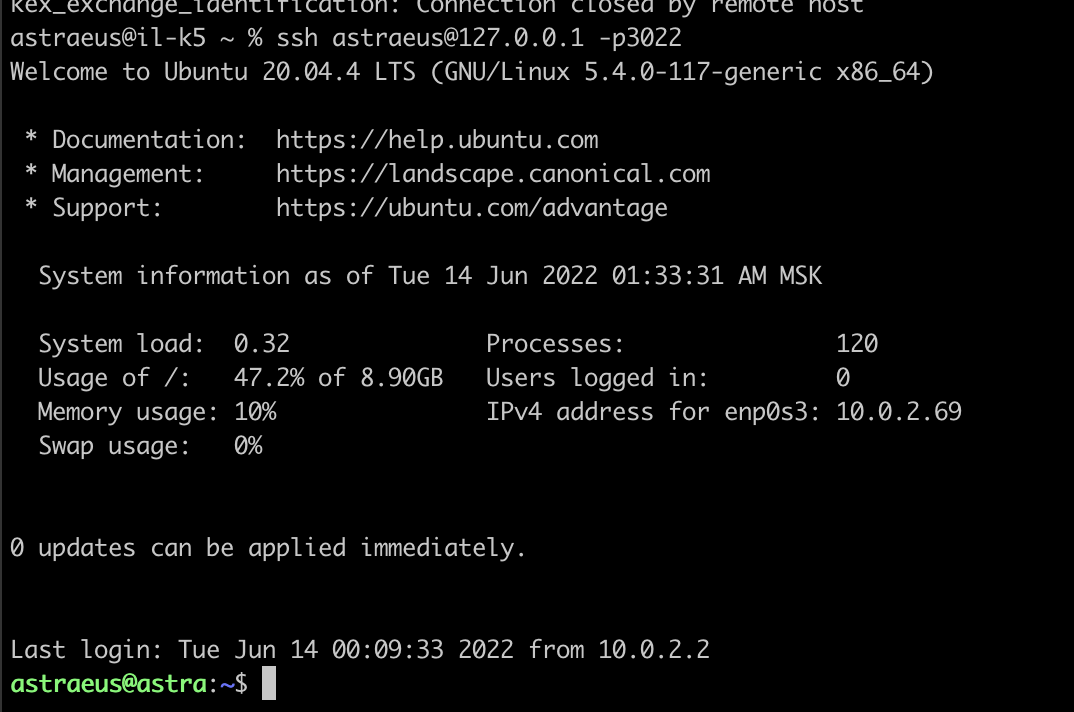 kex_exchange_identification: Connection closed by remote host
astraeus@il-k5 ~ % ssh astraeus@127.0.0.1 -p3022
Welcome to Ubuntu 20.04.4 LTS (GNU/Linux 5.4.0-117-generic x86_64)
* Documentation:  https://help.ubuntu.com
* Management:     https://landscape.canonical.com
* Support:        https://ubuntu.com/advantage
System information as of Tue 14 Jun 2022 01:33:31 AM MSK
System load:  0.32              Processes:               120
Usage of /:   47.2% of 8.90GB   Users logged in:         0
Memory usage: 10%               IPv4 address for enp0s3: 10.0.2.69
Swap usage:   0%
0 updates can be applied immediately.
Last login: Tue Jun 14 00:09:33 2022 from 10.0.2.2
astraeus@astra:~$